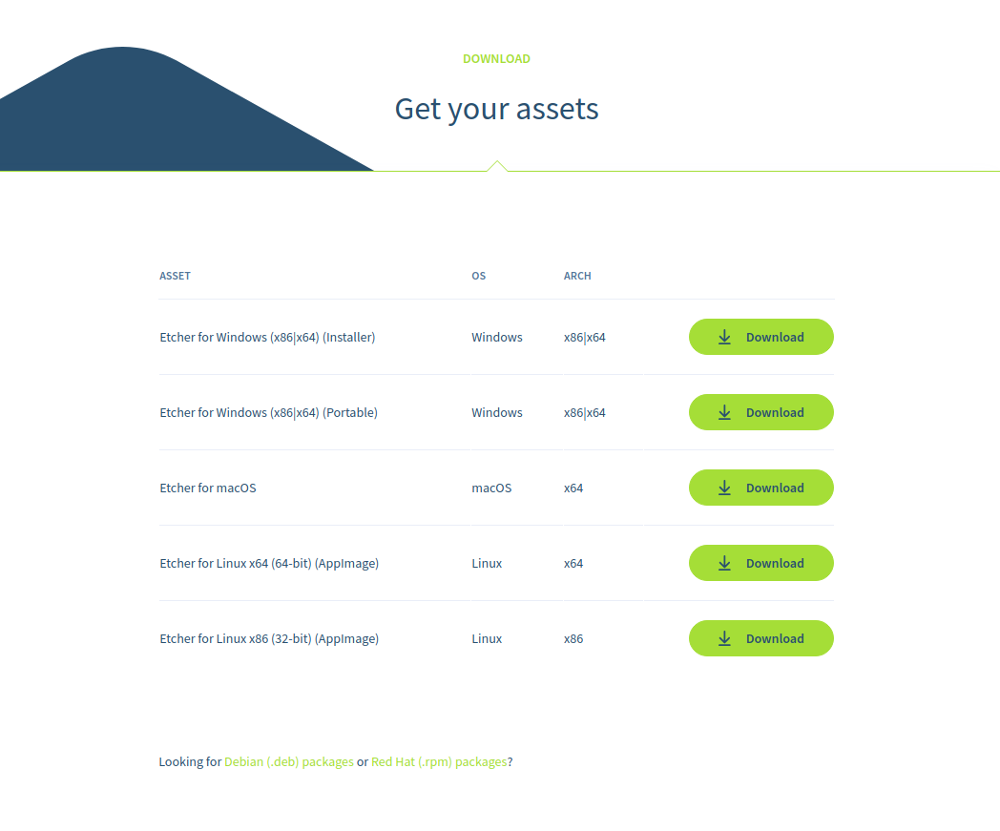 DOWNLOAD
Get your assets
ASSET OS ARCH
Etcher for Windows (x86|x64) (Installer) Windows x86|x64 Download
Etcher for Windows (x86|x64) (Portable) Windows x86|x64 Download
Etcher for macOS macOS x64 Download
Etcher for Linux x64 (64-bit) (AppImage) Linux x64 Download
Etcher for Linux x86 (32-bit) (AppImage) Linux x86 Download
Looking for Debian (.deb) packages or Red Hat (.rpm) packages?